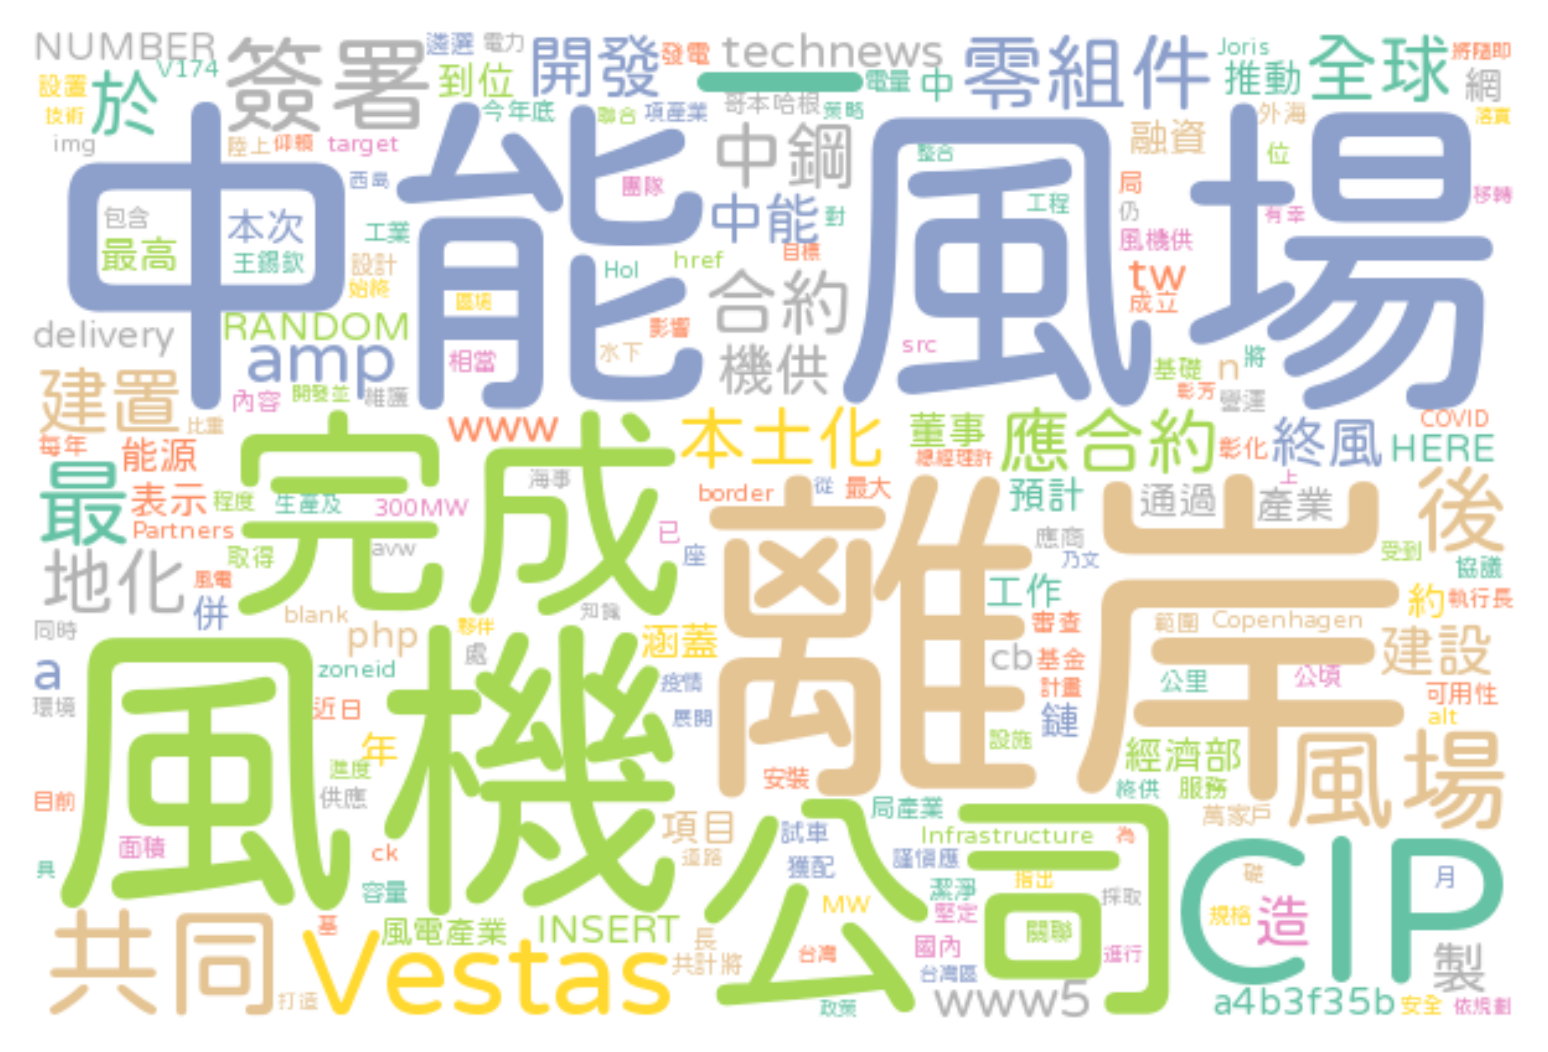 NUMBER
V174
設置
技術
img
於
簽署
遴選
電力
到位
今年底
開發
發電
technews
一
電量
中
哥本哈根
策略
聯合
項產業
零組件
Joris
推動
全球
將隨即
網
落實
外海
陸上
仰賴
target
西島
中能風場
中鋼
融資
整合
位
團隊
包含
最高
本次
王錫欽
工業
設計
始終
中能
對
目標
工程
局
仍
風機供
有幸
移轉
Hol
href
區塊
影響
合約
tw
成立
delivery
RANDOM
amp
相當
水下
機供
src
基礎
n
將
彰芳
營運
建置
內容
開發並
維護
比重
每年
能源
www
本土化
董事
總經理許
應合約
彰化
終風
COVID
HERE
最
表示
程度
生產及
300MW
完成
海事
border
從
最大
預計
通過
上
產業
後
Partners
取得
avw
已
座
離岸
應商
乃文
受到
協議
地化
風電
併
blank
知識
工作
約
執行長
同時
php
夥伴
涵蓋
審查
範圍
Copenhagen
a
zoneid
處
cb
基金
建設
環境
近日
疫情
計畫
公里
公頃
可用性
風機
年
展開
鏈
alt
進度
設施
經濟部
風場
目前
供應
安裝
終供
服務
面積
ck
項目
道路
試車
局產業
Infrastructure
為
萬家戶
具
容量
獲配
謹慎應
公司
CIP
潔淨
指出
採取
礎
月
共同
基
風電產業
INSERT
長
MW
堅定
關聯
規格
造
製
Vestas
共計將
台灣
國內
進行
打造
台灣區
政策
www5
a4b3f35b
安全
依規劃